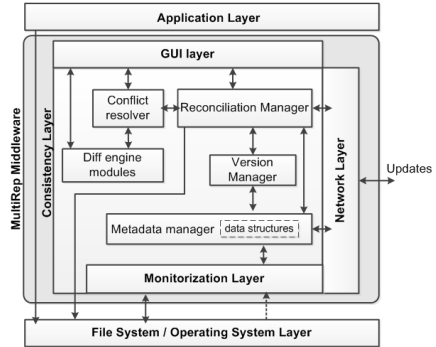 Application Layer
GUI layer
MultiRep Middleware
Consistency Layer
Conflict
resolver
Reconciliation Manager
Diff engine
modules
Version
Manager
Network Layer
Updates
Metadata manager
data structures
Monitorization Layer
File System / Operating System Layer